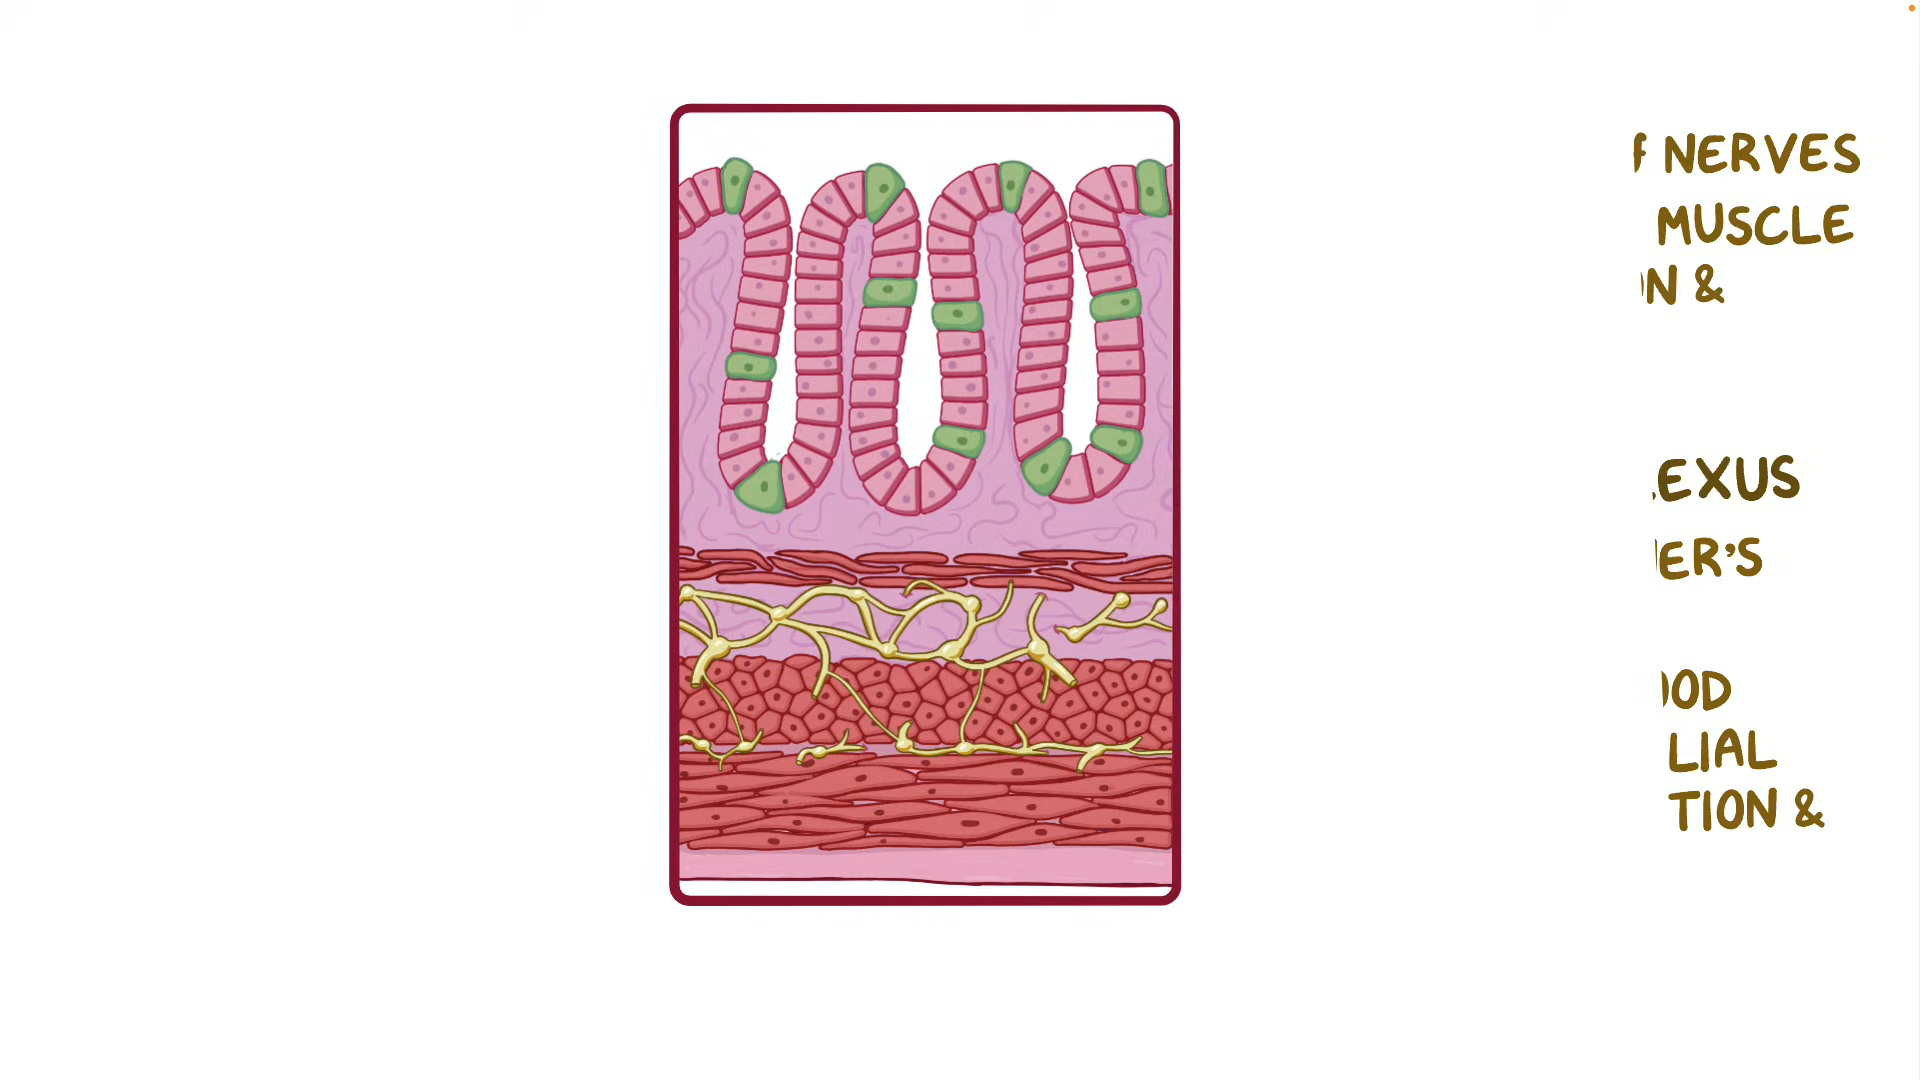 F NERVES
MUSCLE
N &
EXUS
ER'S
OD
LIAL
TION &